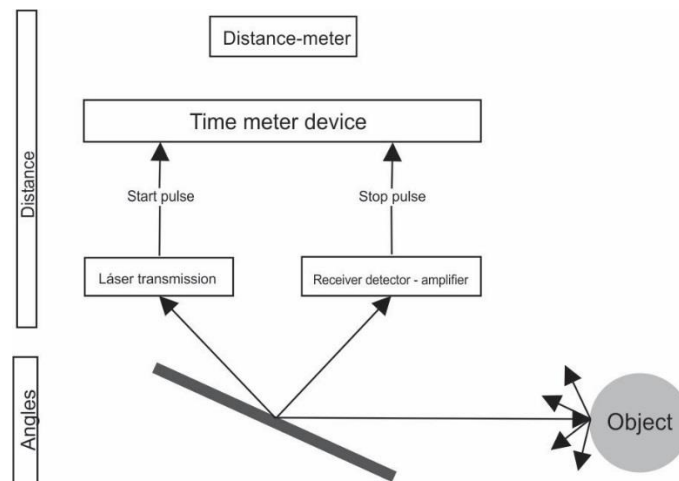 Distance-meter
Time meter device
Distance
Start pulse
Stop pulse
Láser transmission
Receiver detector - amplifier
Angles
Object